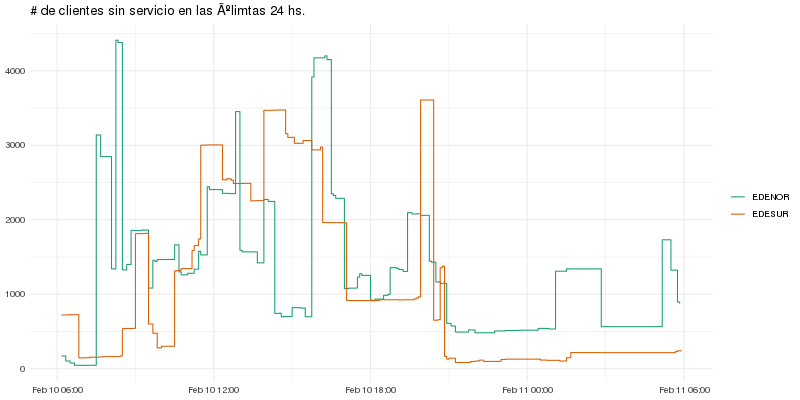 # de clientes sin servicio en las Ãºlimtas 24 hs.
4000
3000
2000
1000
0
EDENOR
EDESUR
Feb 10 06:00
Feb 10 12:00
Feb 10 18:00
Feb 11 00:00
Feb 11 06:00